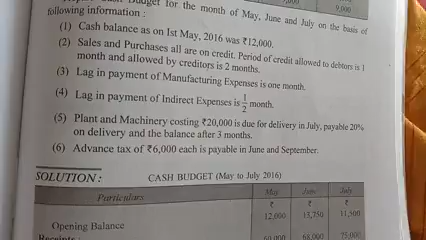 9,000
Budget for the month of May, June and July on the basis of
following information :
(1) Cash balance as on Ist May, 2016 was ₹12,000.
(2) Sales and Purchases all are on credit. Period of credit allowed to debtors is 1
month and allowed by creditors is 2 months.
(3) Lag in payment of Manufacturing Expenses is one month.
(4) Lag in payment of Indirect Expenses is 1/2 month.
(5) Plant and Machinery costing ₹20,000 is due for delivery in July, payable 20%
on delivery and the balance after 3 months.
(6) Advance tax of ₹6,000 each is payable in June and September.
SOLUTION : CASH BUDGET (May to July 2016)
Particulars May June July
₹ ₹ ₹
Opening Balance 12,000 15,750 11,500
Receipts : 60,000 68,000 75,000